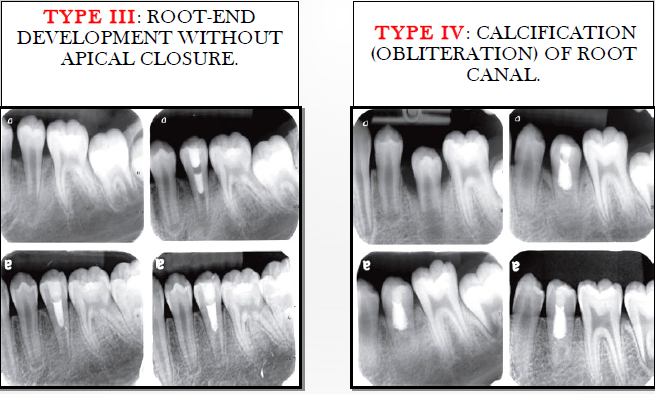 TYPE III: ROOT-END
DEVELOPMENT WITHOUT
APICAL CLOSURE.
TYPE IV: CALCIFICATION
(OBLITERATION) OF ROOT
CANAL.